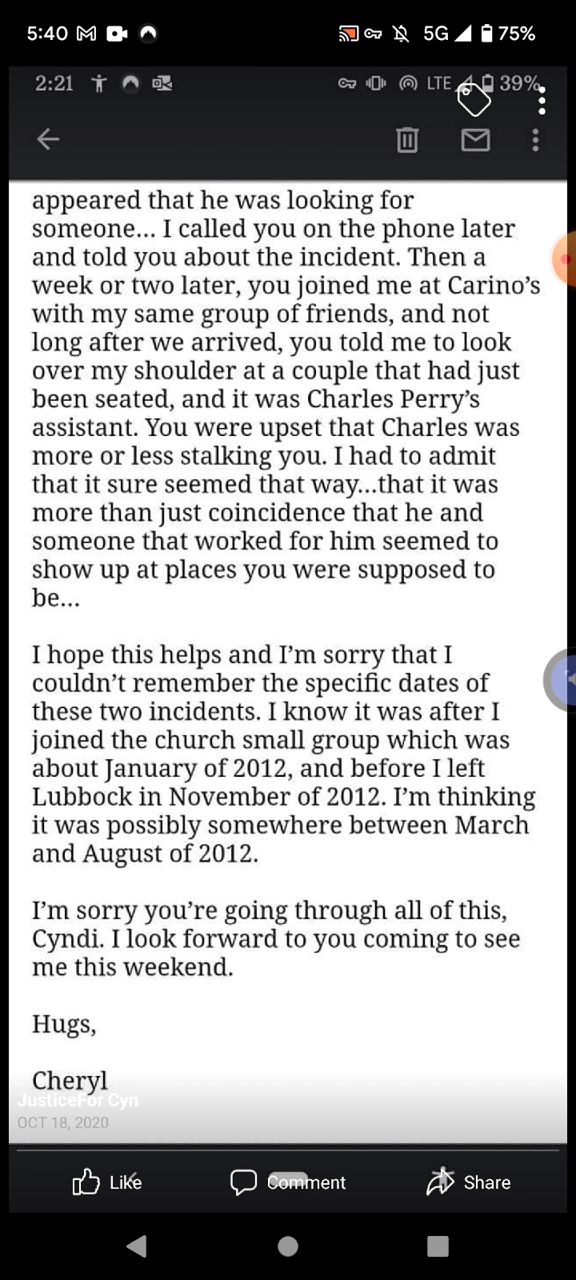 5:40 5G 75%
2:21 LTE 39%
appeared that he was looking for
someone... I called you on the phone later
and told you about the incident. Then a
week or two later, you joined me at Carino’s
with my same group of friends, and not
long after we arrived, you told me to look
over my shoulder at a couple that had just
been seated, and it was Charles Perry’s
assistant. You were upset that Charles was
more or less stalking you. I had to admit
that it sure seemed that way...that it was
more than just coincidence that he and
someone that worked for him seemed to
show up at places you were supposed to
be...
I hope this helps and I’m sorry that I
couldn’t remember the specific dates of
these two incidents. I know it was after I
joined the church small group which was
about January of 2012, and before I left
Lubbock in November of 2012. I’m thinking
it was possibly somewhere between March
and August of 2012.
I’m sorry you’re going through all of this,
Cyndi. I look forward to you coming to see
me this weekend.
Hugs,
Cheryl
JusticeFor Cyn
OCT 18, 2020
Like Comment Share